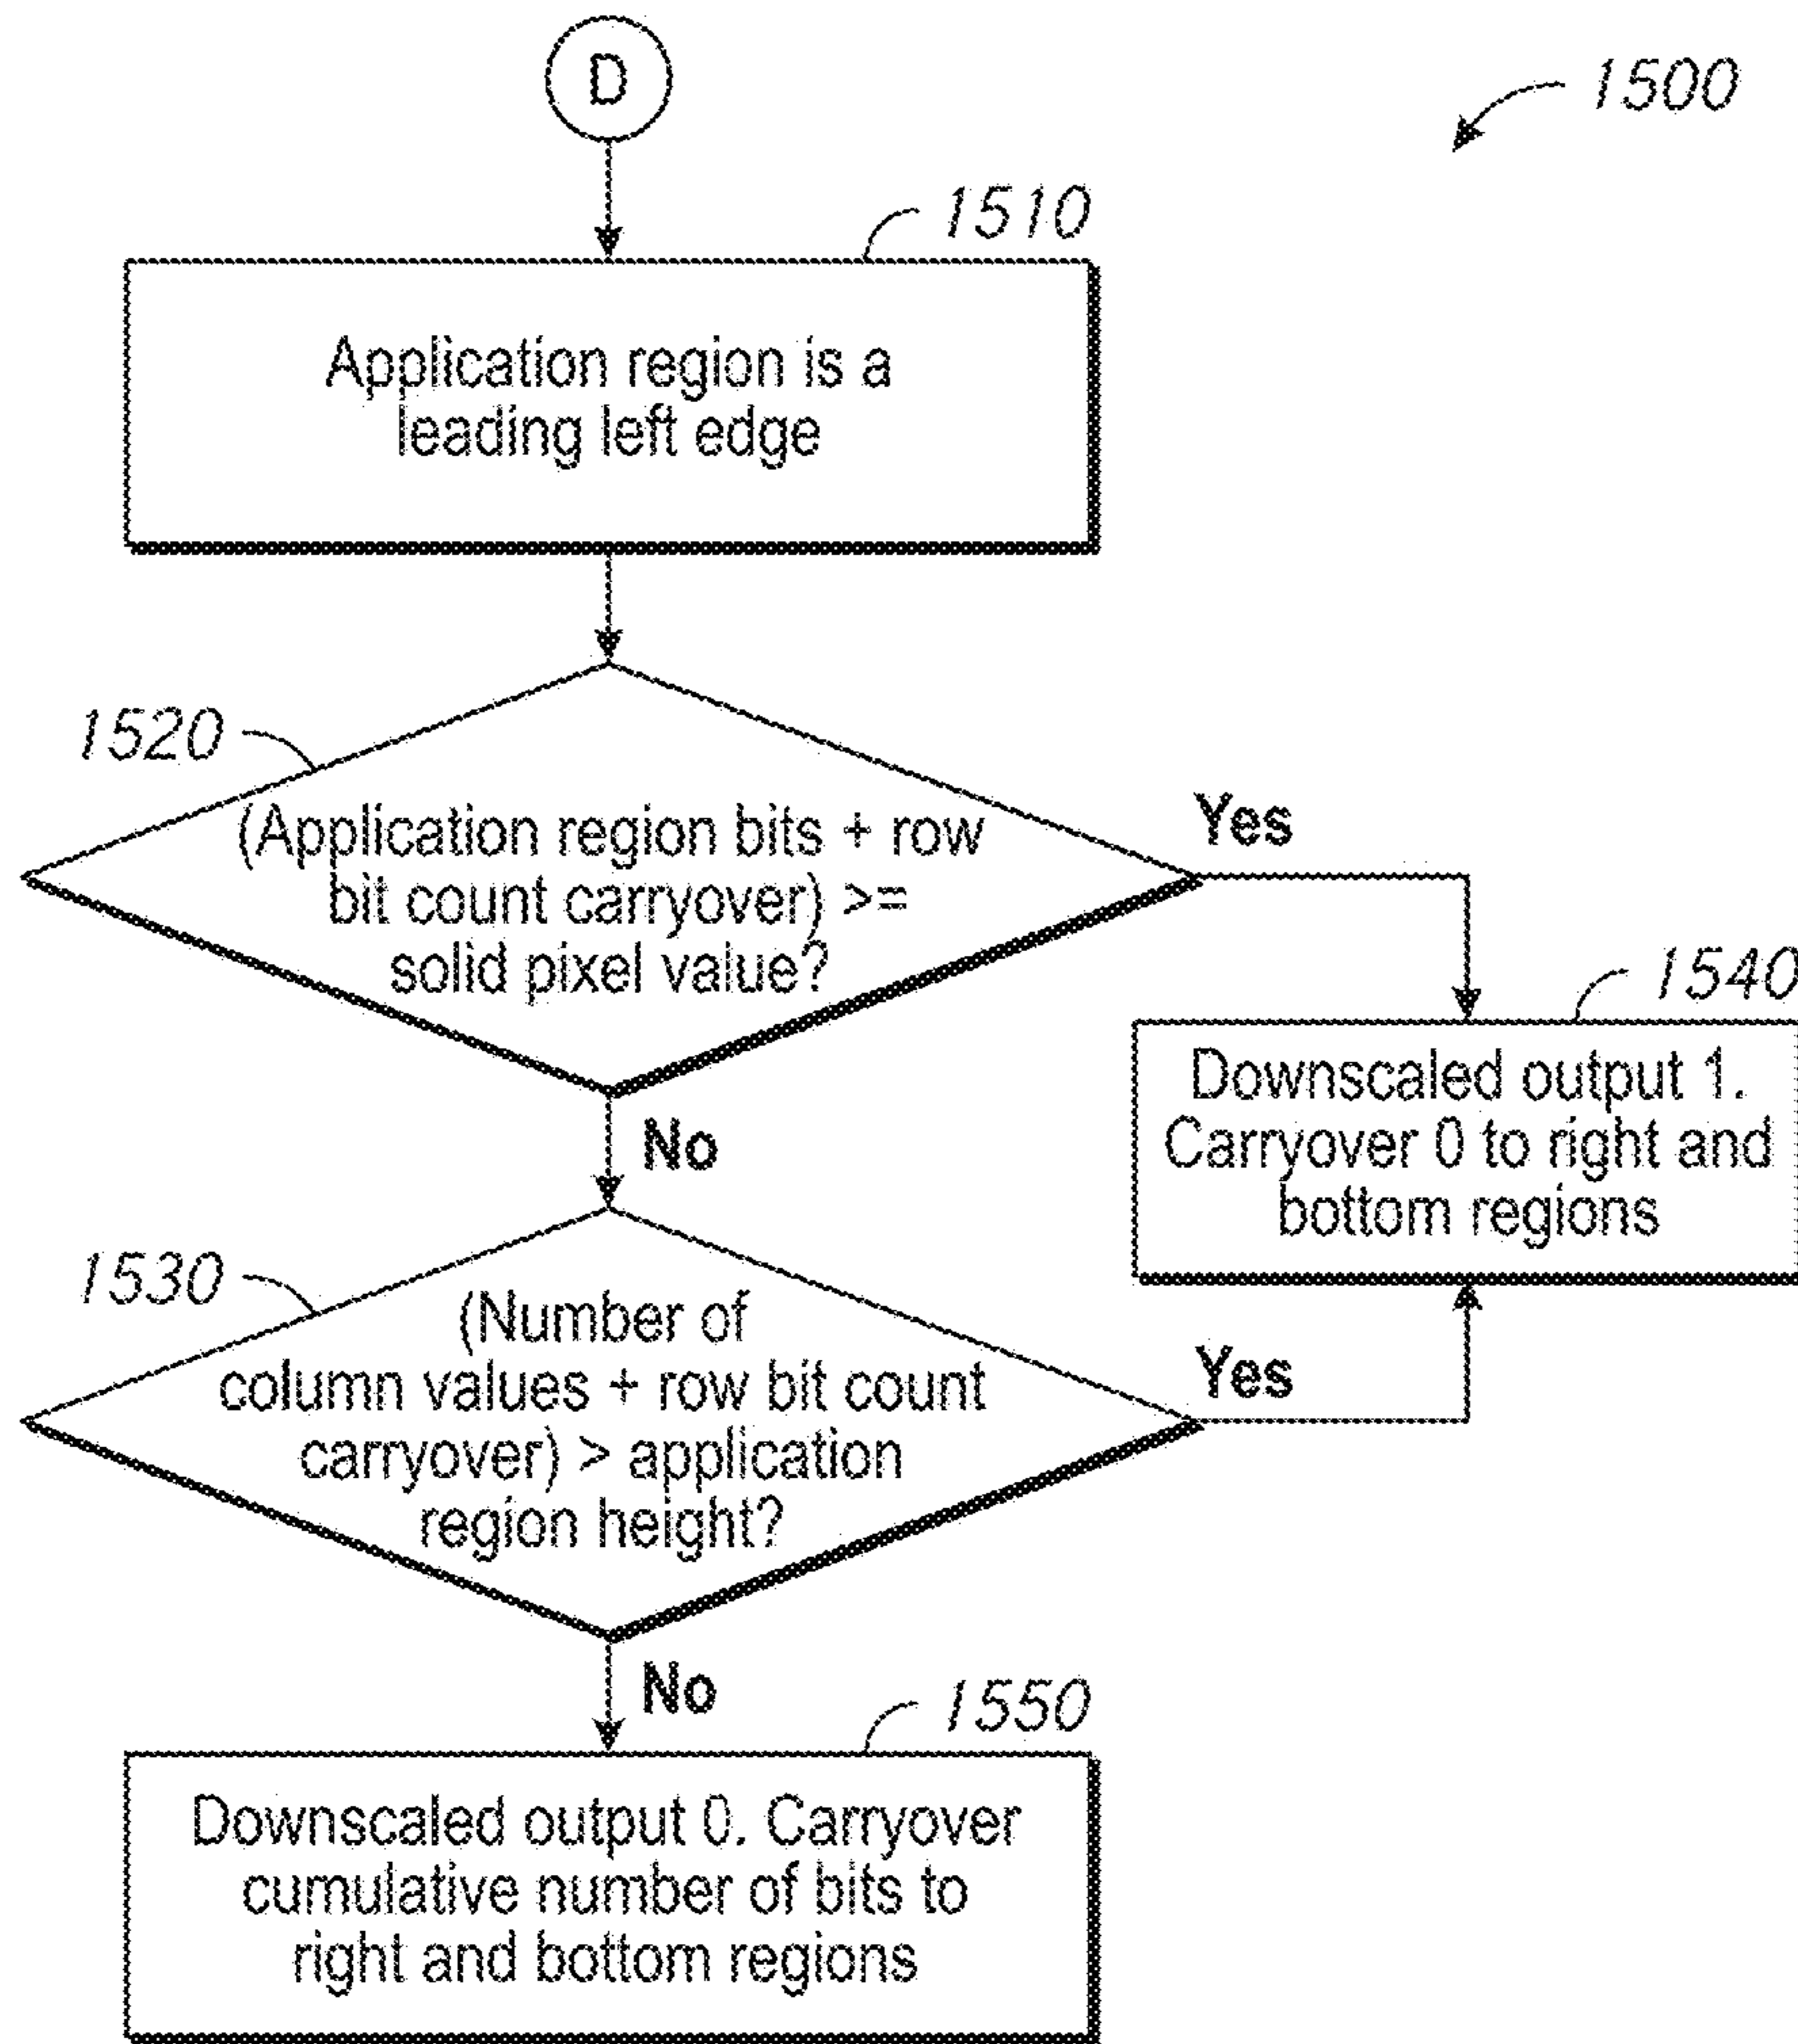 D
1500
1510
Application region is a
leading left edge
1520
(Application region bits + row
bit count carryover) >=
solid pixel value?
Yes
1540
Downscaled output 1.
Carryover 0 to right and
bottom regions
No
1530
(Number of
column values + row bit count
carryover) > application
region height?
Yes
No
1550
Downscaled output 0. Carryover
cumulative number of bits to
right and bottom regions